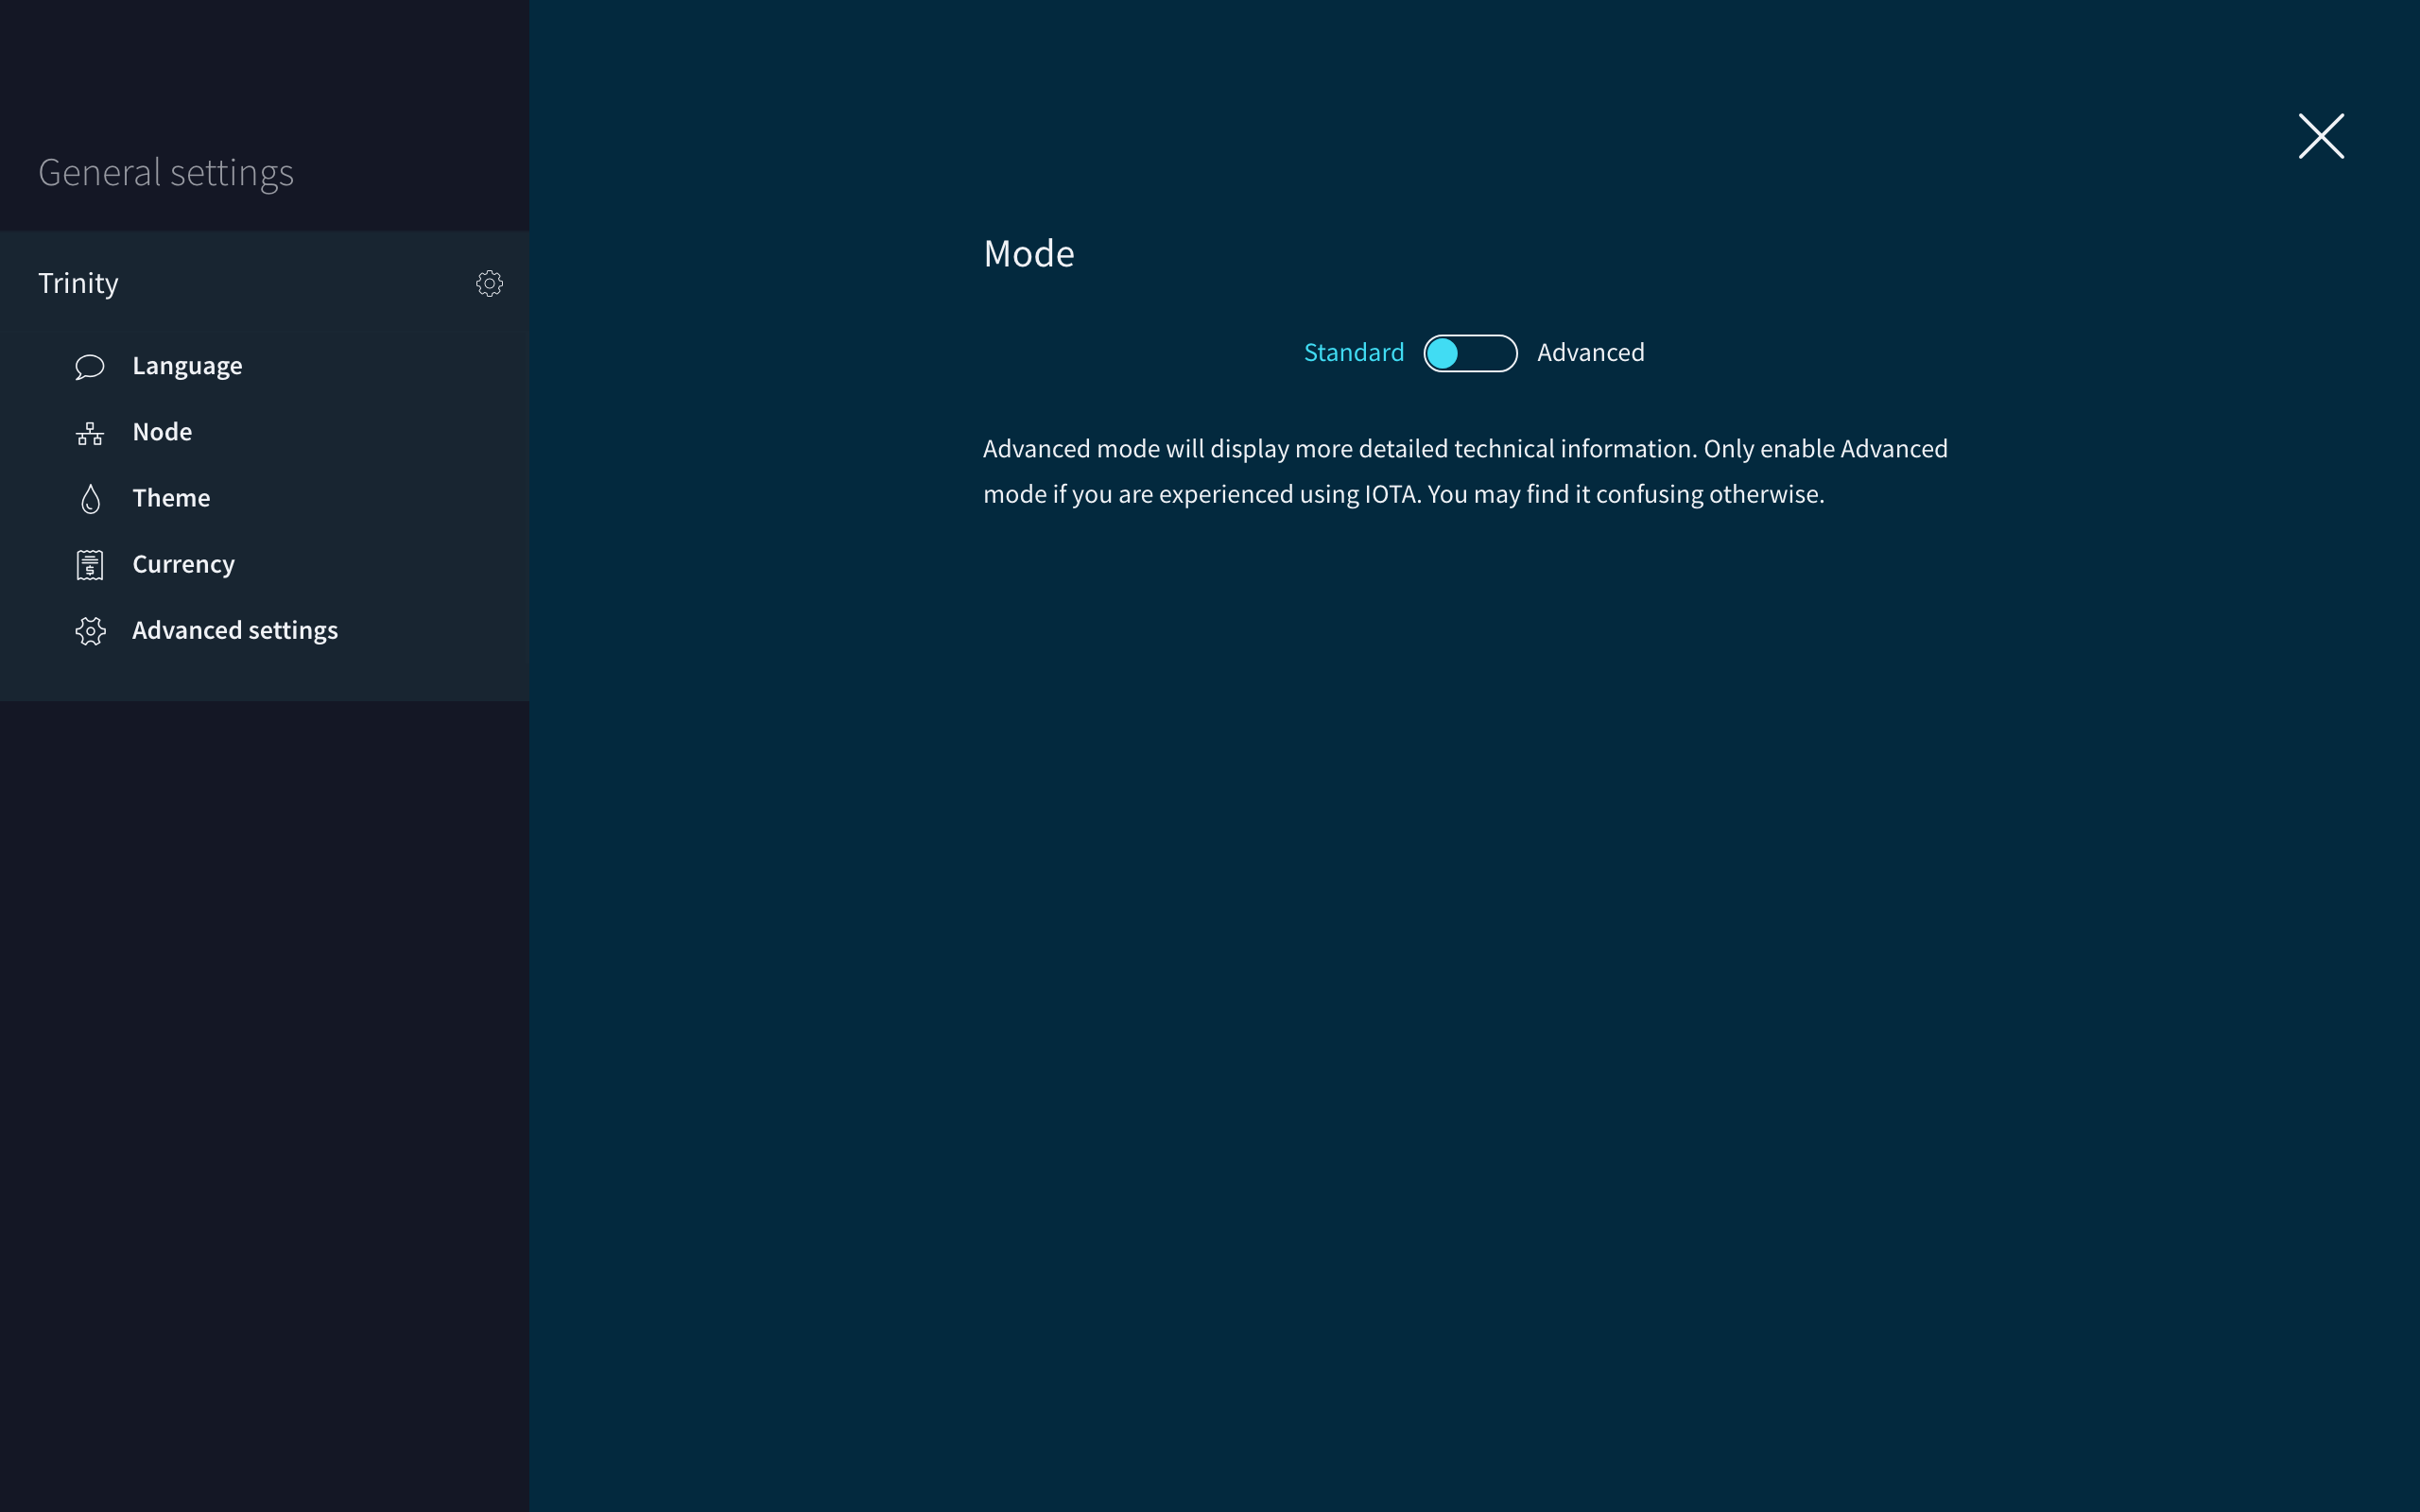 General settings
Trinity
Language
Node
Theme
Currency
Advanced settings
Mode
Standard Advanced
Advanced mode will display more detailed technical information. Only enable Advanced
mode if you are experienced using IOTA. You may find it confusing otherwise.